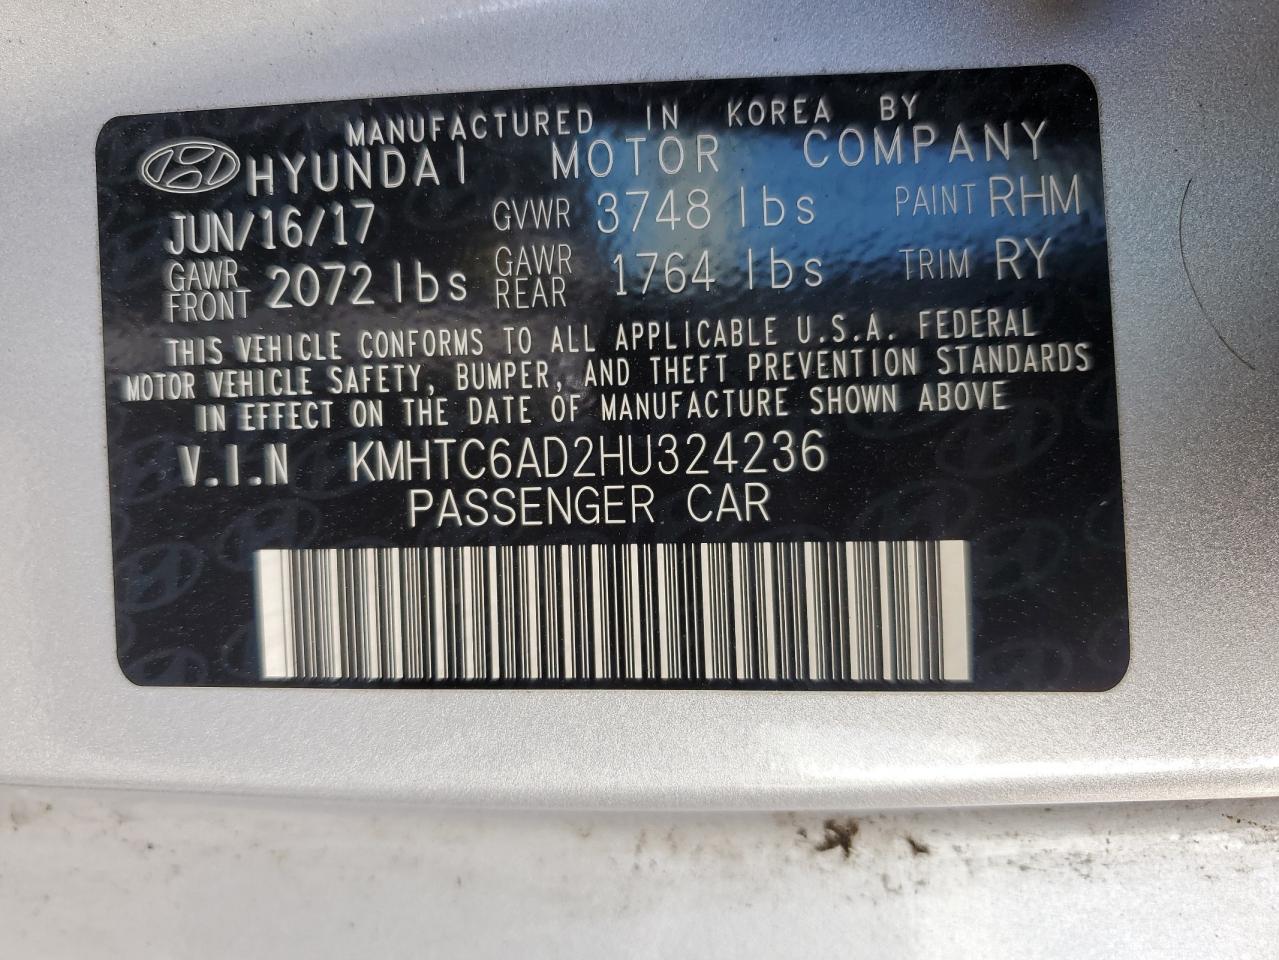 MANUFACTURED IN KOREA BY
HYUNDAI MOTOR COMPANY
JUN/16/17 GVWR 3748 lbs PAINT RHM
GAWR FRONT 2072 lbs GAWR REAR 1764 lbs TRIM RY
THIS VEHICLE CONFORMS TO ALL APPLICABLE U.S.A. FEDERAL
MOTOR VEHICLE SAFETY, BUMPER, AND THEFT PREVENTION STANDARDS
IN EFFECT ON THE DATE OF MANUFACTURE SHOWN ABOVE
V.I.N KMHTC6AD2HU324236
PASSENGER CAR